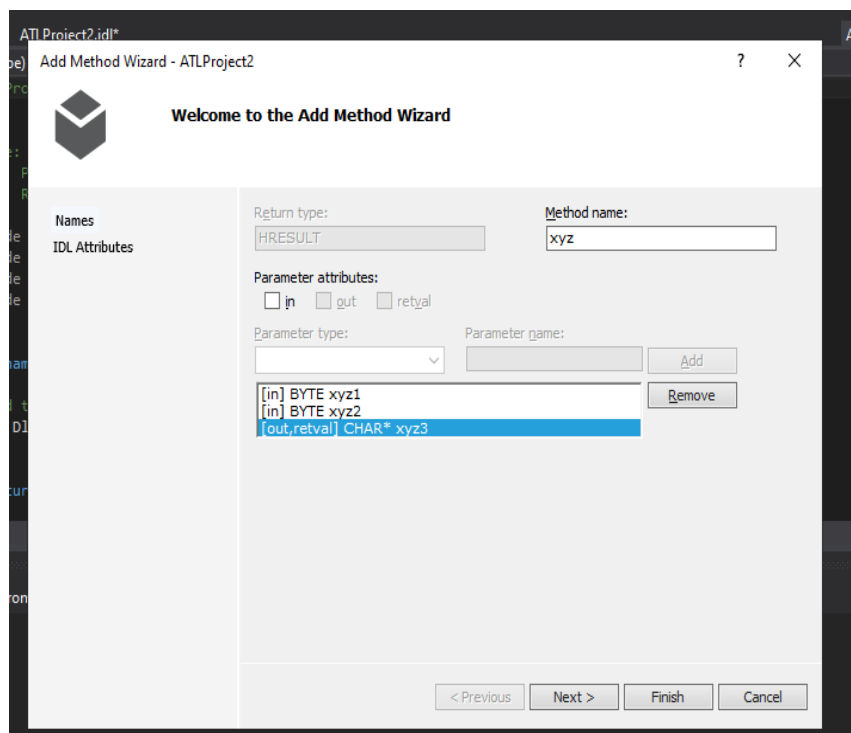 ATLProject2.idl*
Add Method Wizard - ATLProject2 ? X
Welcome to the Add Method Wizard
Names
IDL Attributes
Return type:
Method name:
HRESULT
xyz
Parameter attributes:
in out retval
Parameter type:
Parameter name:
Add
[in] BYTE xyz1
[in] BYTE xyz2
[out,retval] CHAR* xyz3
Remove
< Previous
Next >
Finish
Cancel